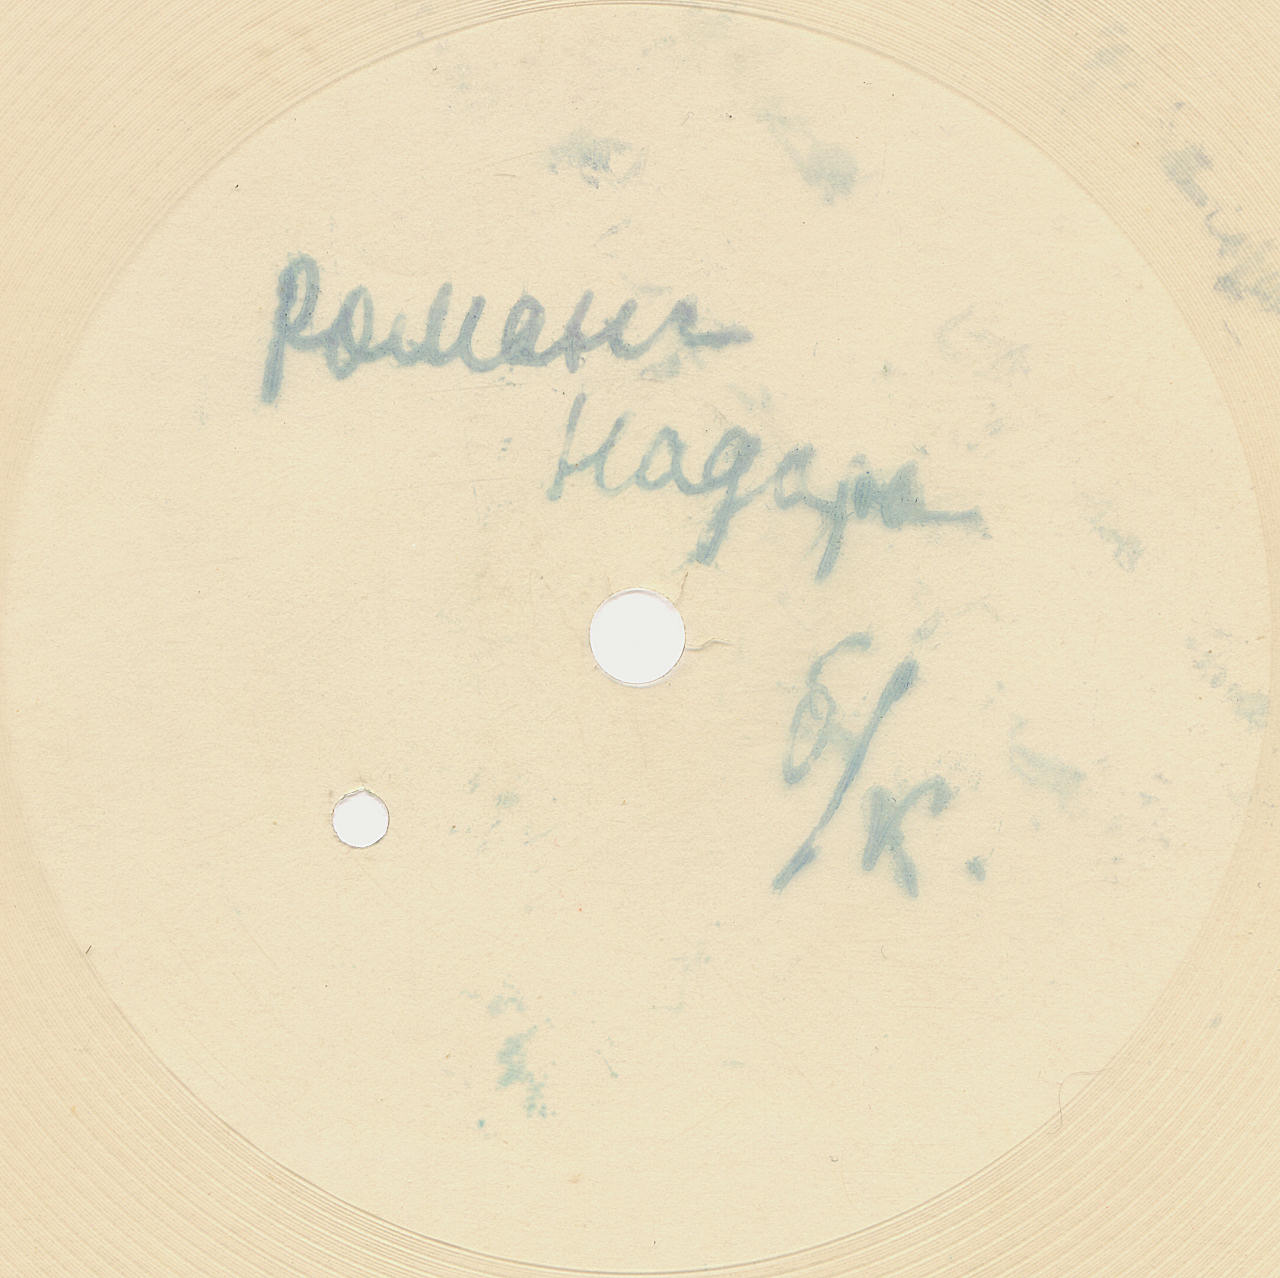 Романс
Надира
б/к.